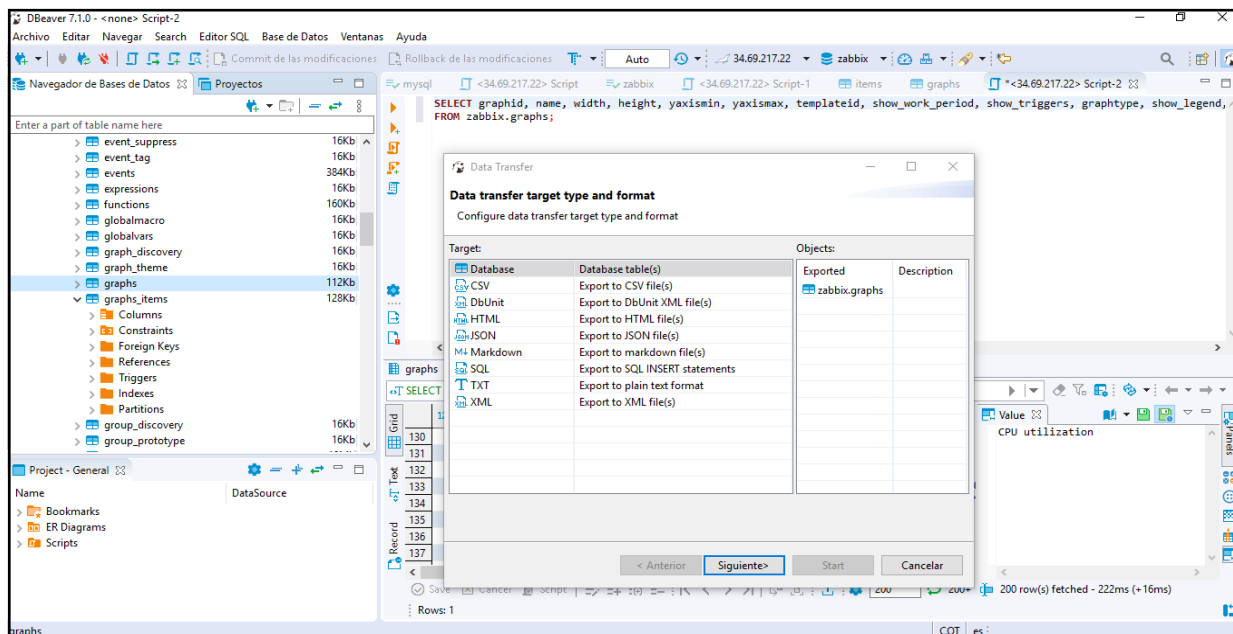 DBeaver 7.1.0 - <none> Script-2
Archivo Editar Navegar Search Editor SQL Base de Datos Ventanas Ayuda
Commit de las modificaciones Rollback de las modificaciones Auto 34.69.217.22 zabbix
Navegador de Bases de Datos Proyectos
Enter a part of table name here
event_suppress 16Kb
event_tag 16Kb
events 384Kb
expressions 16Kb
functions 160Kb
globalmacro 16Kb
globalvars 16Kb
graph_discovery 16Kb
graph_theme 16Kb
graphs 112Kb
graphs_items 128Kb
Columns
Constraints
Foreign Keys
References
Triggers
Indexes
Partitions
group_discovery 16Kb
group_prototype 16Kb
Project - General
Name DataSource
Bookmarks
ER Diagrams
Scripts
mysql <34.69.217.22> Script zabbix <34.69.217.22> Script-1 items graphs *<34.69.217.22> Script-2
SELECT graphid, name, width, height, yaxismin, yaxismax, templateid, show_work_period, show_triggers, graphtype, show_legend,
FROM zabbix.graphs;
Data Transfer
Data transfer target type and format
Configure data transfer target type and format
Target:
Database Database table(s)
CSV Export to CSV file(s)
DbUnit Export to DbUnit XML file(s)
HTML Export to HTML file(s)
JSON Export to JSON file(s)
Markdown Export to markdown file(s)
SQL Export to SQL INSERT statements
TXT Export to plain text format
XML Export to XML file(s)
Objects:
Exported Description
zabbix.graphs
< Anterior Siguiente> Start Cancelar
graphs
SELECT
Grid
Text
Record
130
131
132
133
134
135
136
137
Value
CPU utilization
Panels
Save Cancel Script 200 200+ 200 row(s) fetched - 222ms (+16ms)
Rows: 1
graphs COT es